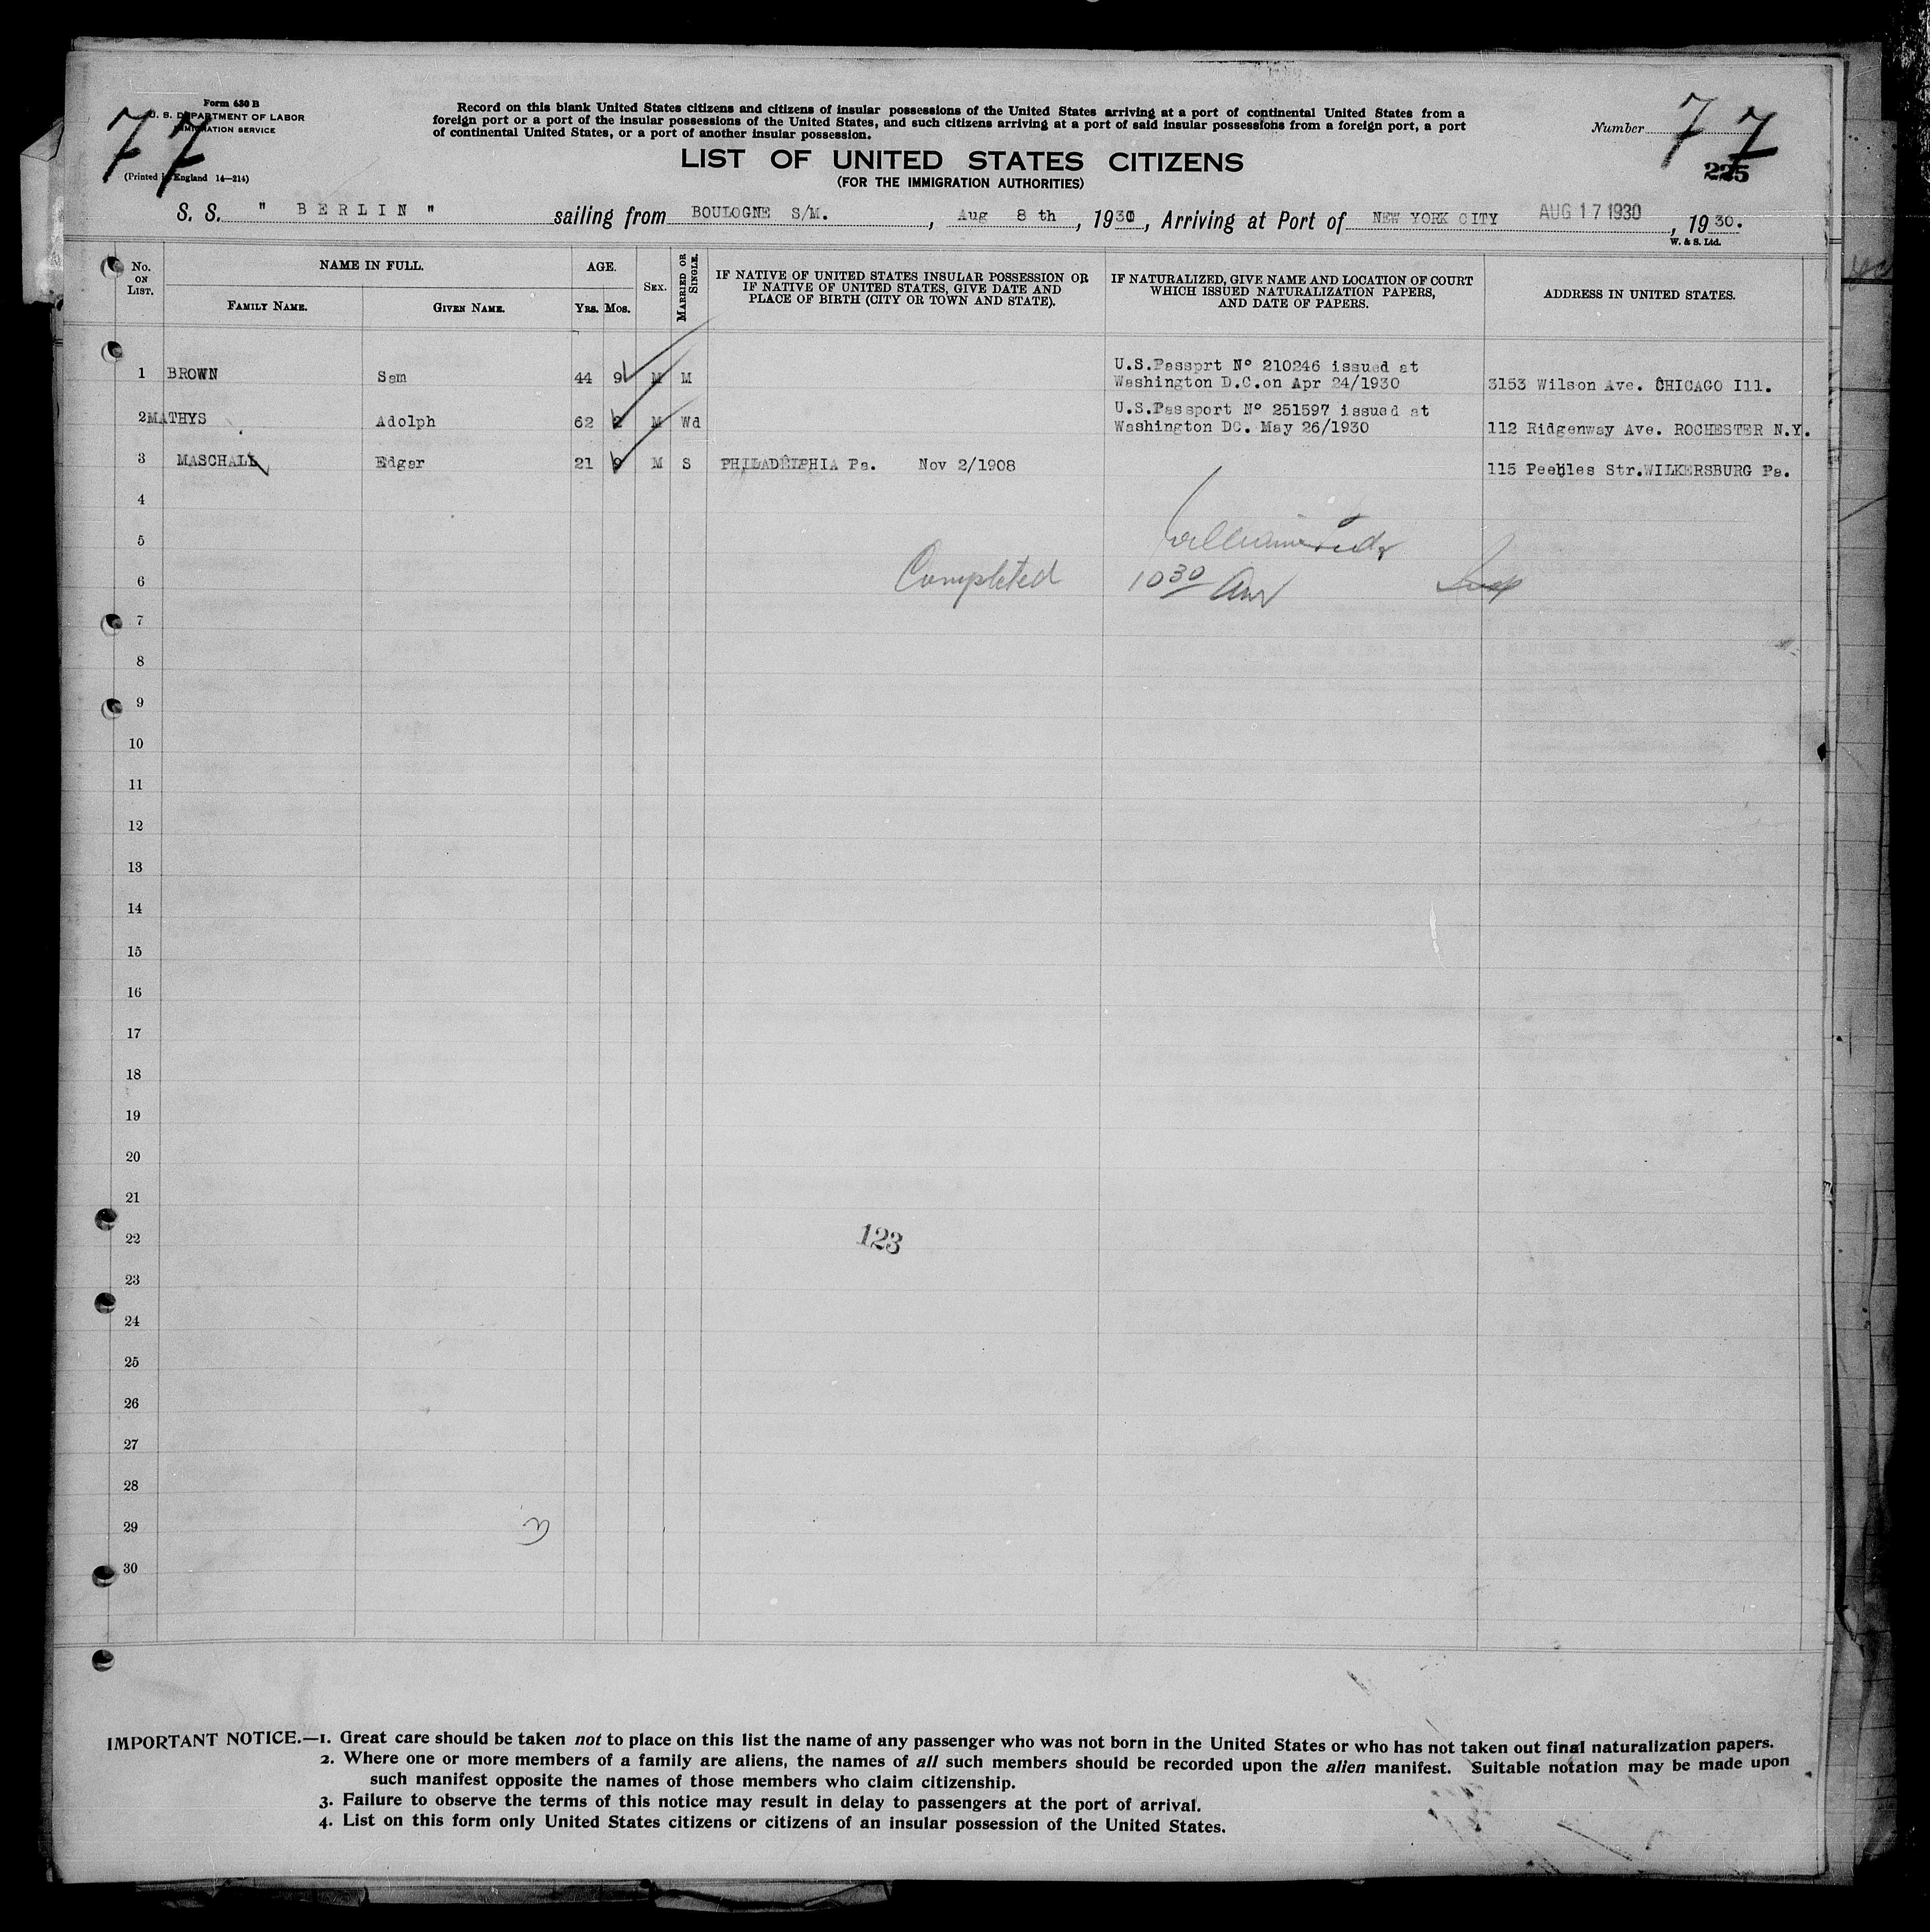 Form 630 B
U. S. DEPARTMENT OF LABOR
IMMIGRATION SERVICE
(Printed in England 14—214)
77
Record on this blank United States citizens and citizens of insular possessions of the United States arriving at a port of continental United States from a
foreign port or a port of the insular possessions of the United States, and such citizens arriving at a port of said insular possessions from a foreign port, a port
of continental United States, or a port of another insular possession.
Number 77
225
LIST OF UNITED STATES CITIZENS
(FOR THE IMMIGRATION AUTHORITIES)
S. S. " BERLIN " sailing from BOULOGNE S/M. , Aug 8 th , 1930, Arriving at Port of NEW YORK CITY AUG 17 1930 , 1930.
W. & S. Ltd.
No. ON LIST.
NAME IN FULL.
FAMILY NAME.
GIVEN NAME.
AGE.
YRS. MOS.
SEX.
MARRIED OR SINGLE.
IF NATIVE OF UNITED STATES INSULAR POSSESSION OR
IF NATIVE OF UNITED STATES, GIVE DATE AND
PLACE OF BIRTH (CITY OR TOWN AND STATE).
IF NATURALIZED, GIVE NAME AND LOCATION OF COURT
WHICH ISSUED NATURALIZATION PAPERS,
AND DATE OF PAPERS.
ADDRESS IN UNITED STATES.
1 BROWN Sam 44 9 M M U.S.Passprt Nº 210246 issued at
Washington D.C.on Apr 24/1930 3153 Wilson Ave. CHICAGO Ill.
2 MATHYS Adolph 62 2 M Wd U.S.Passport Nº 251597 issued at
Washington DC. May 26/1930 112 Ridgenway Ave. ROCHESTER N.Y.
3 MASCHALL Edgar 21 9 M S PHILADELPHIA Pa. Nov 2/1908 115 Peebles Str.WILKERSBURG Pa.
4
5
6 Completed 10 30 am
7
8
9
10
11
12
13
14
15
16
17
18
19
20
21
22
123
23
24
25
26
27
28
29
30
IMPORTANT NOTICE.—1. Great care should be taken not to place on this list the name of any passenger who was not born in the United States or who has not taken out final naturalization papers.
2. Where one or more members of a family are aliens, the names of all such members should be recorded upon the alien manifest. Suitable notation may be made upon
such manifest opposite the names of those members who claim citizenship.
3. Failure to observe the terms of this notice may result in delay to passengers at the port of arrival.
4. List on this form only United States citizens or citizens of an insular possession of the United States.